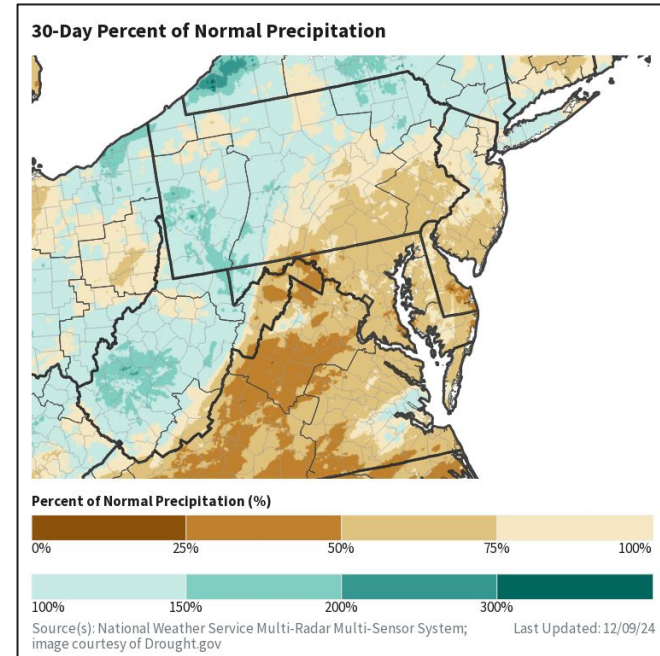 30-Day Percent of Normal Precipitation
Percent of Normal Precipitation (%)
0% 25% 50% 75% 100%
100% 150% 200% 300%
Source(s): National Weather Service Multi-Radar Multi-Sensor System; Last Updated: 12/09/24
image courtesy of Drought.gov